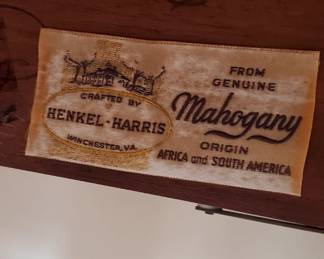 CRAFTED BY
HENKEL-HARRIS
WINCHESTER, VA.
FROM
GENUINE
Mahogany
ORIGIN
AFRICA and SOUTH AMERICA